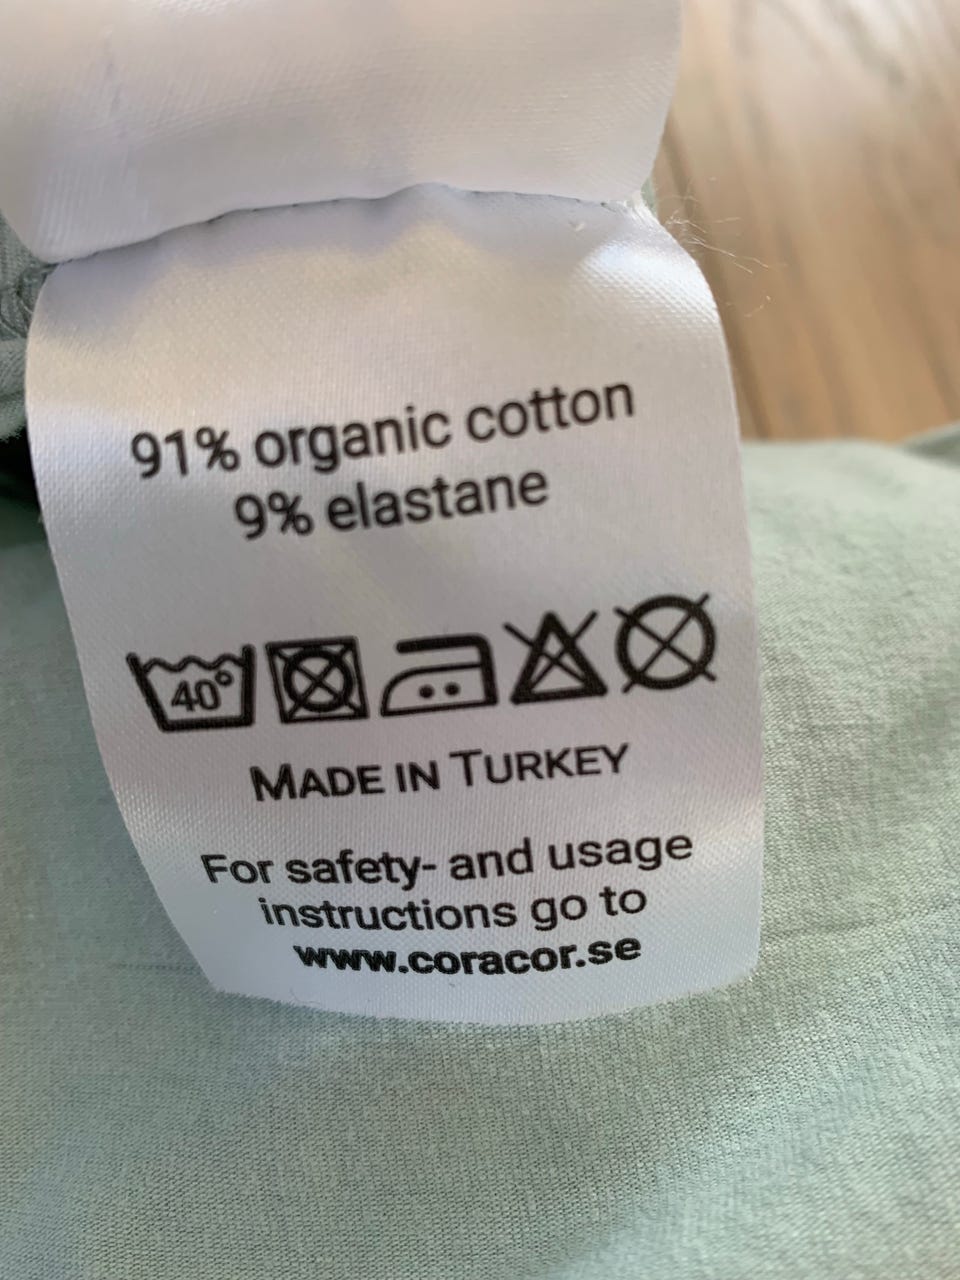 91% organic cotton
9% elastane
40°
MADE IN TURKEY
For safety- and usage
instructions go to
www.coracor.se